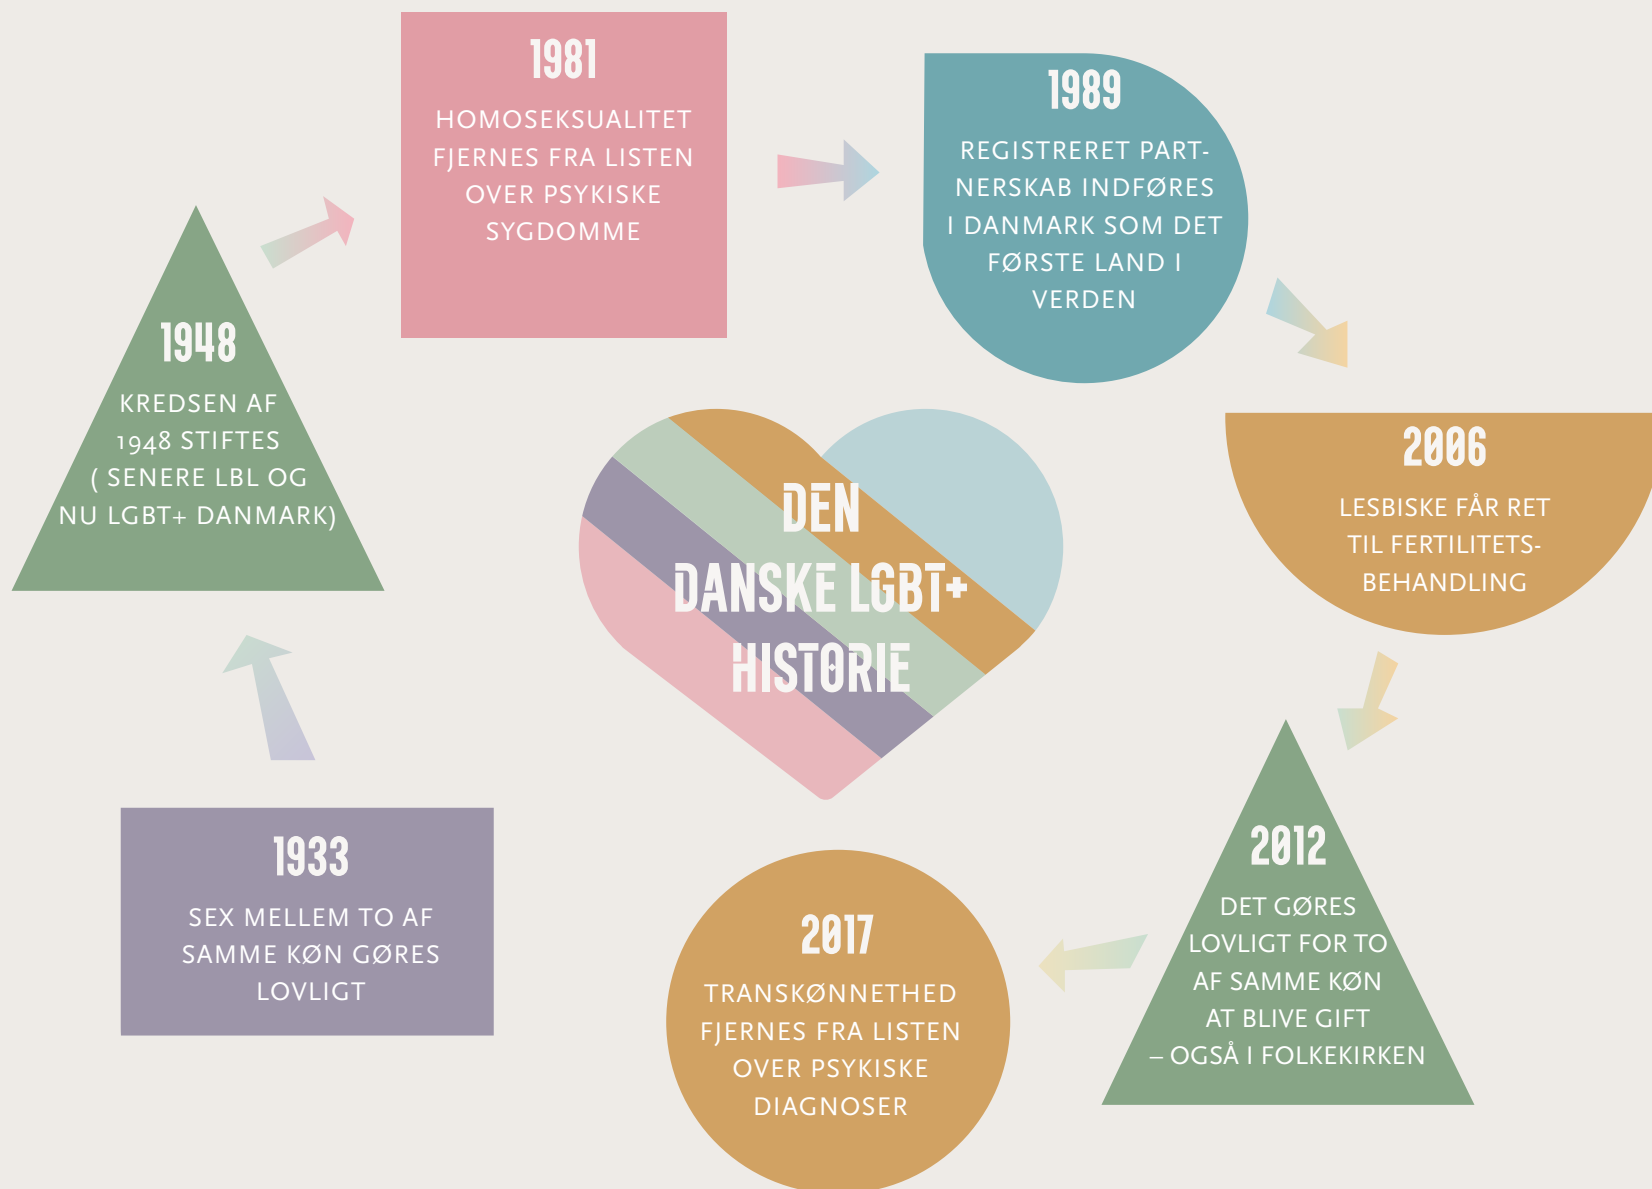 1981
HOMOSEKSUALITET
FJERNES FRA LISTEN
OVER PSYKISKE
SYGDOMME
1989
REGISTRERET PART-
NERSKAB INDFØRES
I DANMARK SOM DET
FØRSTE LAND I
VERDEN
1948
KREDSEN AF
1948 STIFTES
( SENERE LBL OG
NU LGBT+ DANMARK)
2006
LESBISKE FÅR RET
TIL FERTILITETS-
BEHANDLING
DEN
DANSKE LGBT+
HISTORIE
1933
SEX MELLEM TO AF
SAMME KØN GØRES
LOVLIGT
2017
TRANSKØNNETHED
FJERNES FRA LISTEN
OVER PSYKISKE
DIAGNOSER
2012
DET GØRES
LOVLIGT FOR TO
AF SAMME KØN
AT BLIVE GIFT
– OGSÅ I FOLKEKIRKEN